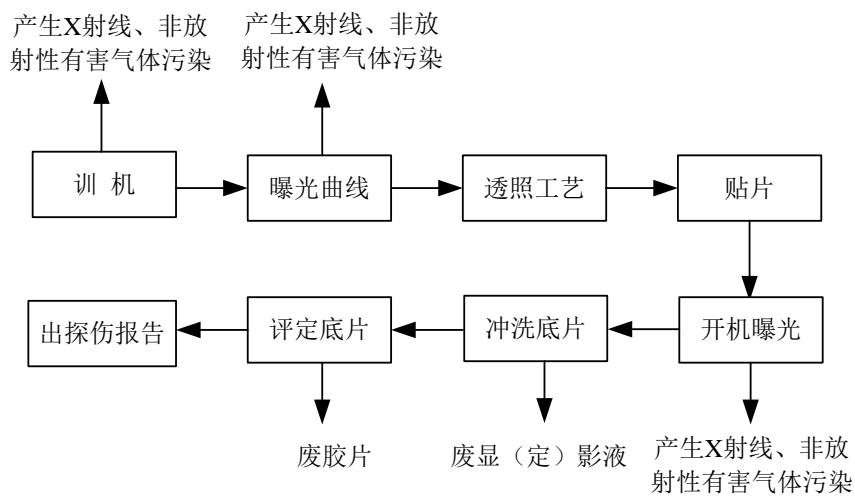 产生X射线、非放
射性有害气体污染
产生X射线、非放
射性有害气体污染
训 机
曝光曲线
透照工艺
贴片
出探伤报告
评定底片
冲洗底片
开机曝光
废胶片
废显（定）影液
产生X射线、非放
射性有害气体污染